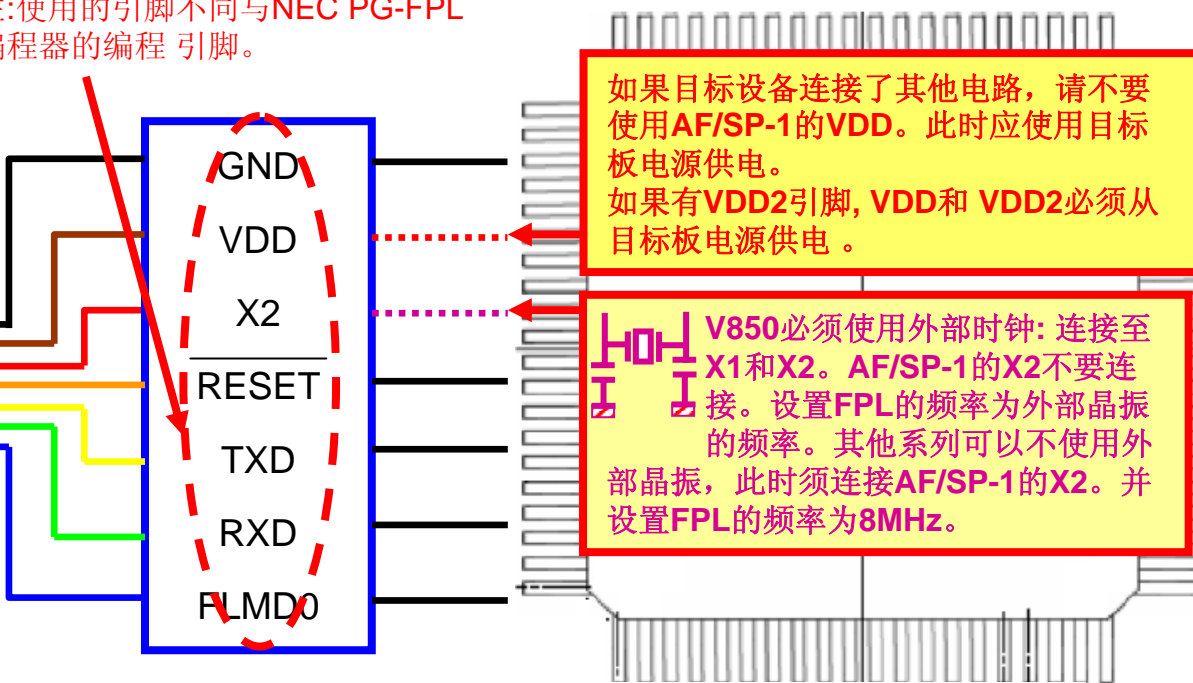 :使用的引脚不同与NEC PG-FPL
程器的编程 引脚。
GND
VDD
X2
RESET
TXD
RXD
FLMD0
如果目标设备连接了其他电路，请不要
使用AF/SP-1的VDD。此时应使用目标
板电源供电。
如果有VDD2引脚, VDD和 VDD2必须从
目标板电源供电 。
V850必须使用外部时钟: 连接至
X1和X2。AF/SP-1的X2不要连
接。设置FPL的频率为外部晶振
的频率。其他系列可以不使用外
部晶振，此时须连接AF/SP-1的X2。并
设置FPL的频率为8MHz。